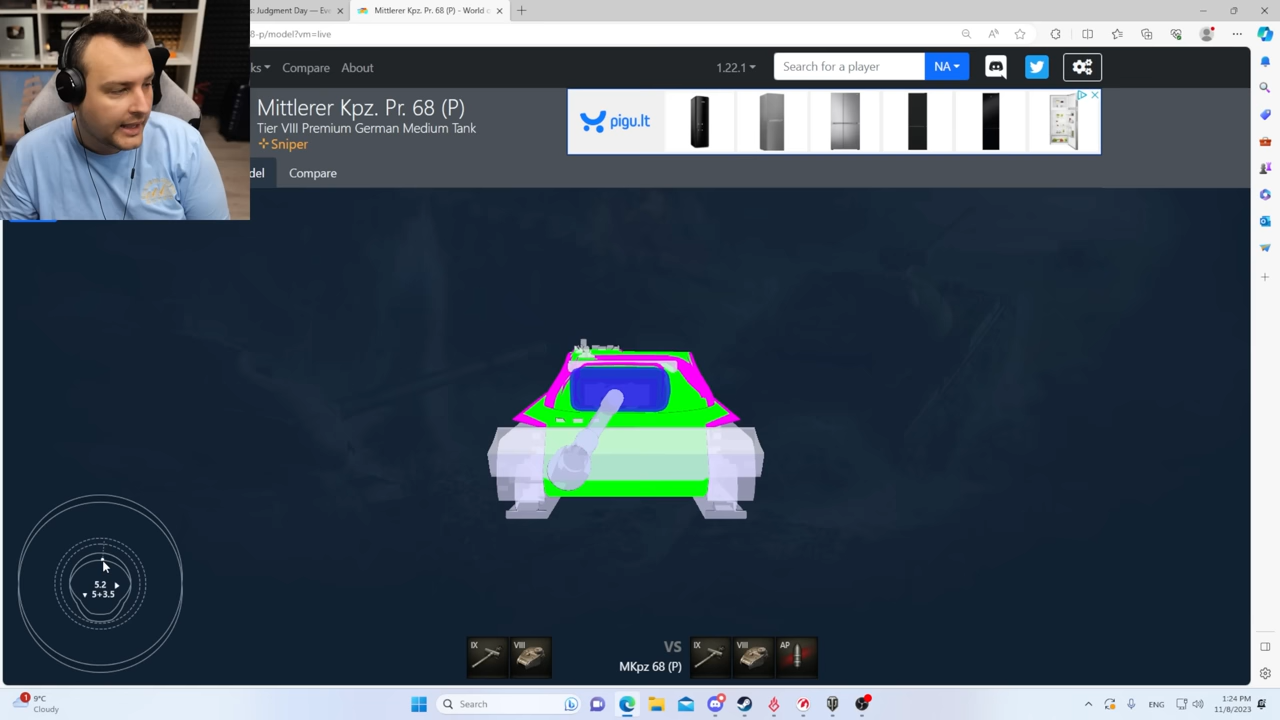 s: Judgment Day — Eve
Mittlerer Kpz. Pr. 68 (P) - World o
8-p/model?vm=live
ks
Compare
About
1.22.1
Search for a player
NA
Mittlerer Kpz. Pr. 68 (P)
Tier VIII Premium German Medium Tank
Sniper
pigu.lt
del
Compare
5.2
5+3.5
IX
VIII
VS
MKpz 68 (P)
IX
VIII
AP
1
9°C
Cloudy
Search
ENG
1:24 PM
11/8/2023